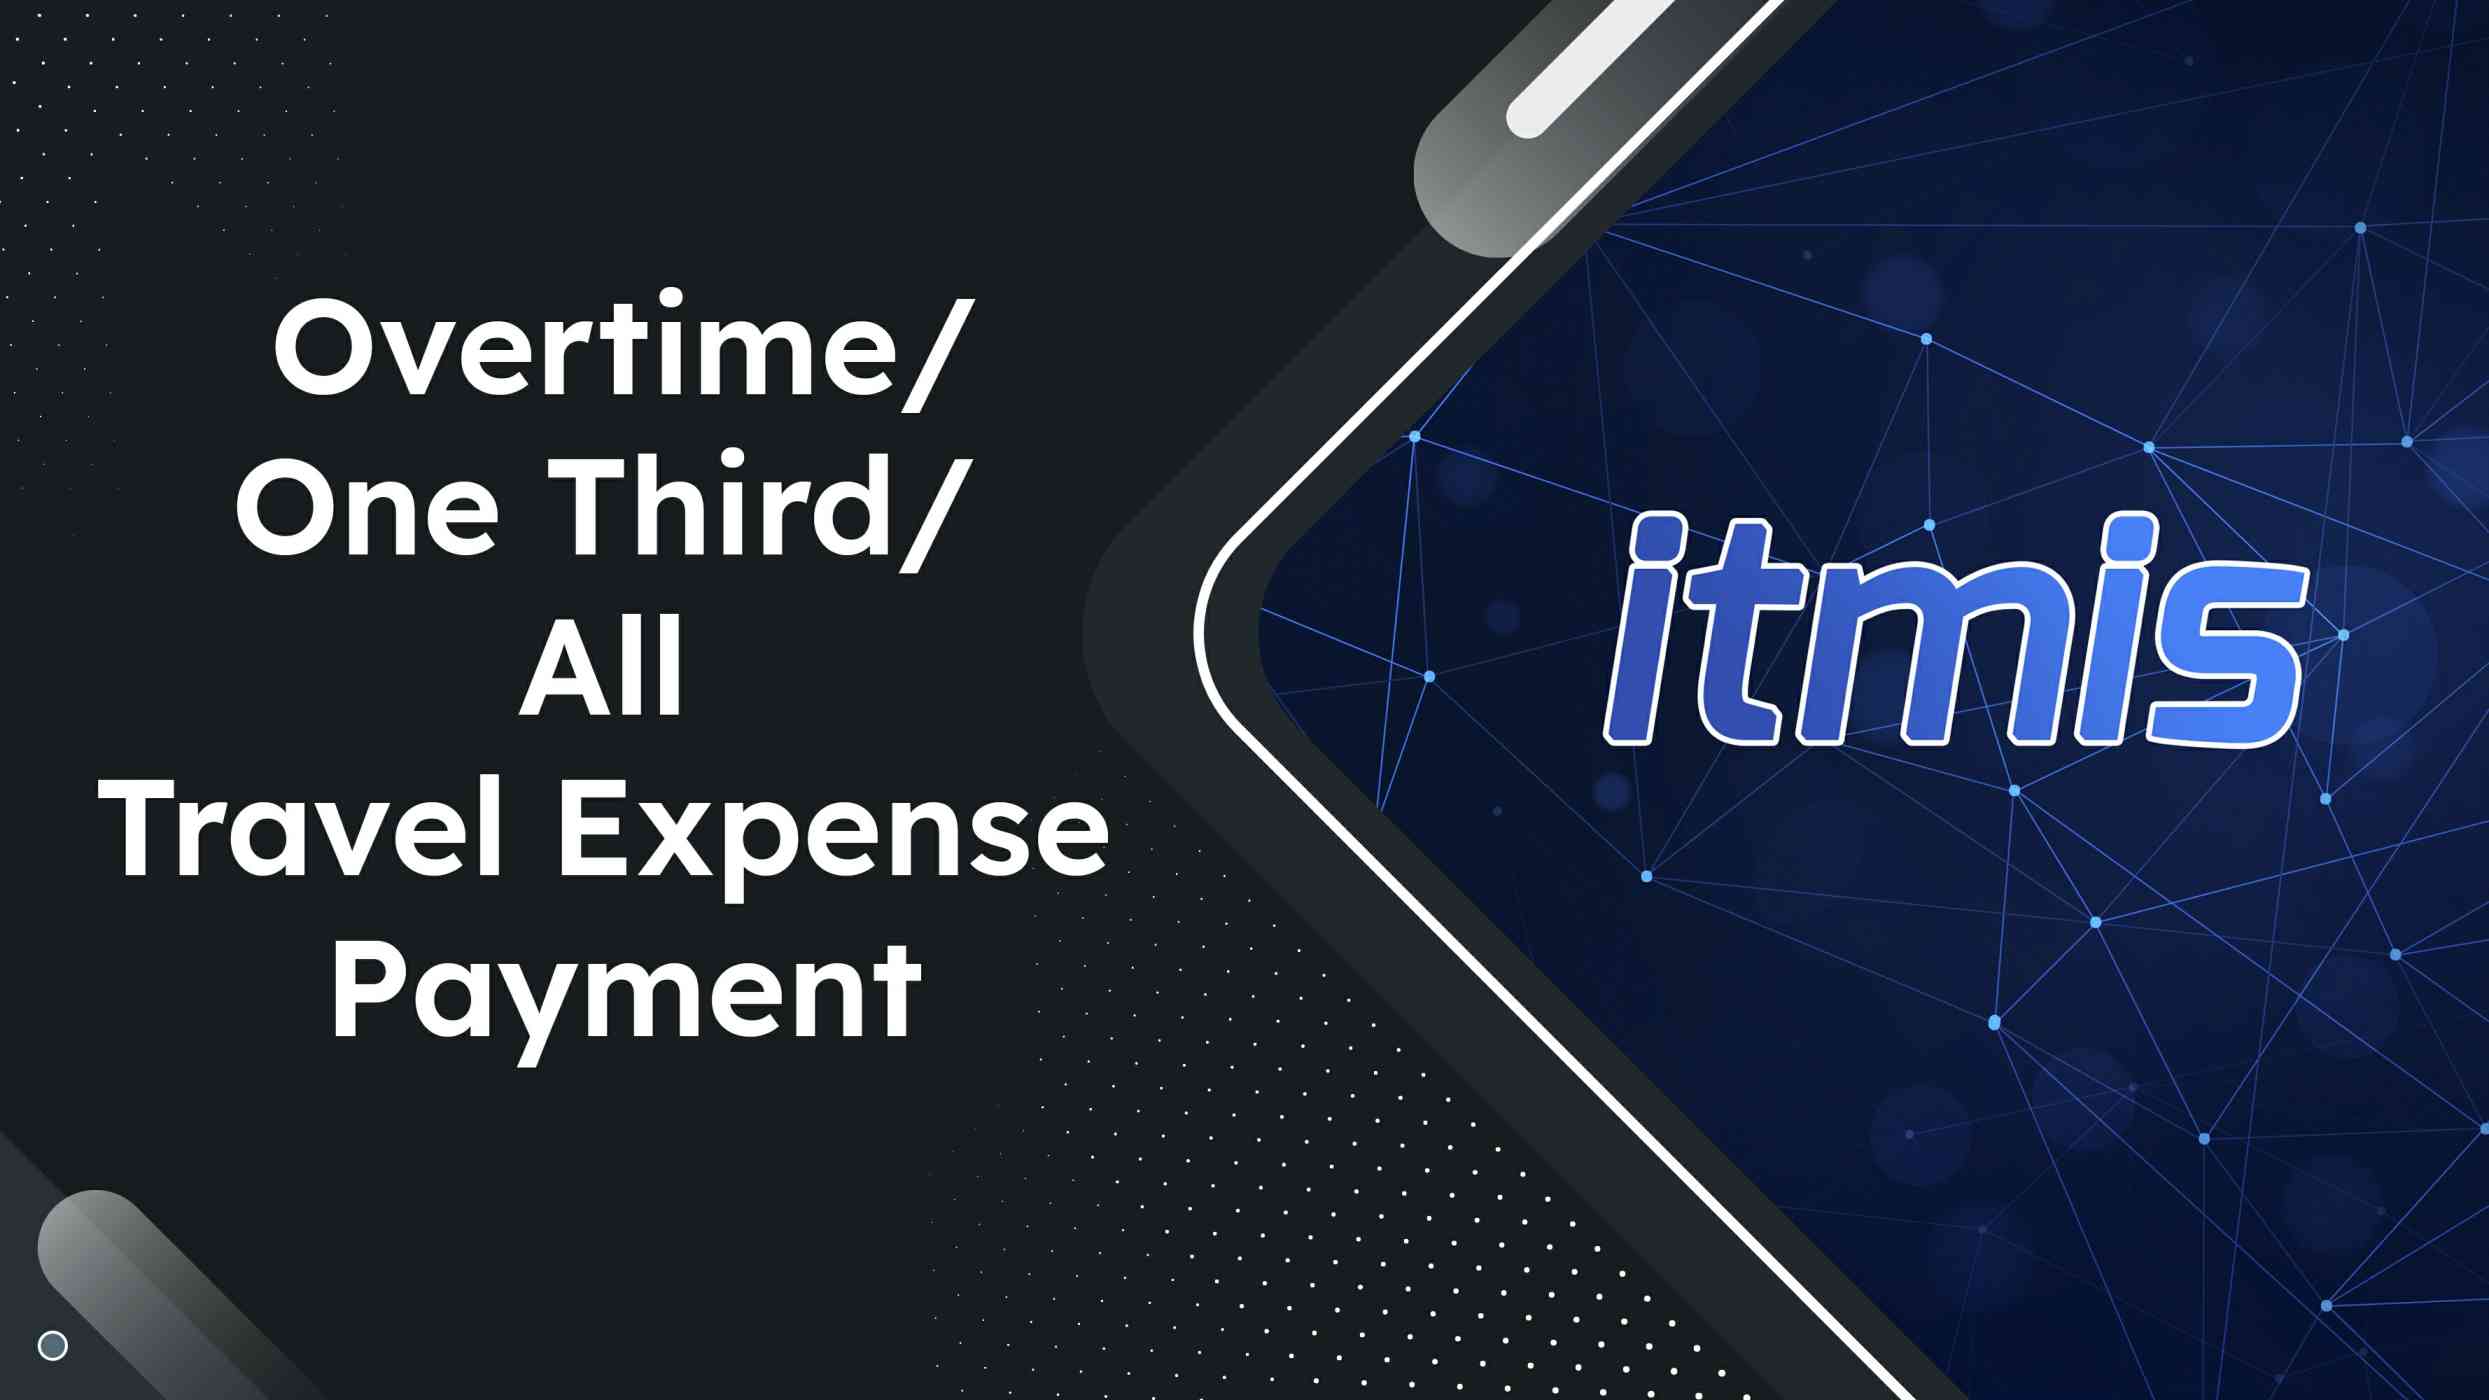 Overtime/
One Third/
All
Travel Expense
Payment
itmis